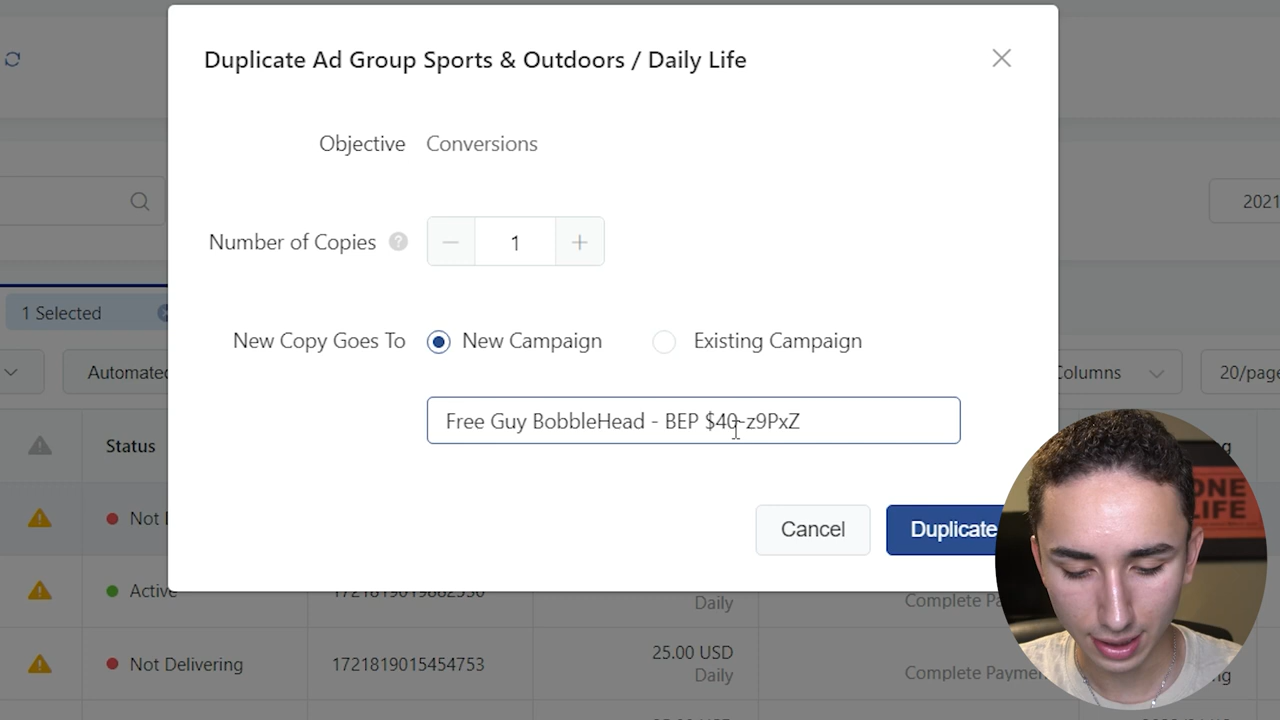 Duplicate Ad Group Sports & Outdoors / Daily Life
Objective Conversions
Number of Copies ? 1
2021
1 Selected
New Copy Goes To New Campaign Existing Campaign
Automated Columns 20/page
Free Guy BobbleHead - BEP $40-z9PxZ
Status
ONE
LIFE
Not
Cancel Duplicate
Active 1721819019882530
Daily Complete Pa
Not Delivering 1721819015454753 25.00 USD
Daily Complete Paymen